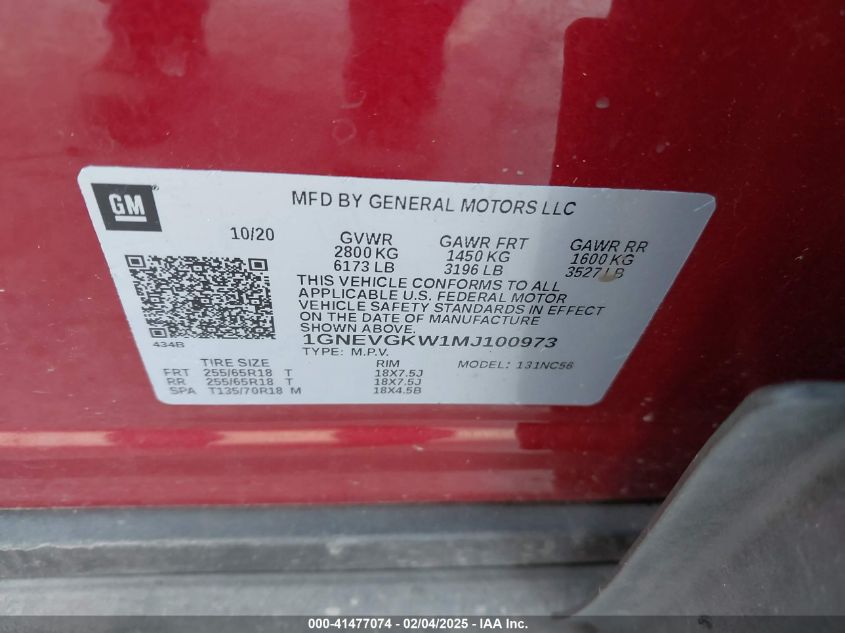 GM
MFD BY GENERAL MOTORS LLC
10/20 GVWR GAWR FRT GAWR RR
2800 KG 1450 KG 1600 KG
6173 LB 3196 LB 3527 LB
THIS VEHICLE CONFORMS TO ALL
APPLICABLE U.S. FEDERAL MOTOR
VEHICLE SAFETY STANDARDS IN EFFECT
ON THE DATE OF MANUFACTURE
SHOWN ABOVE.
434B
1GNEVGKW1MJ100973
TYPE: M.P.V. MODEL: 131NC56
TIRE SIZE RIM
FRT 255/65R18 T 18X7.5J
RR 255/65R18 T 18X7.5J
SPA T135/70R18 M 18X4.5B
000-41477074 - 02/04/2025 - IAA Inc.